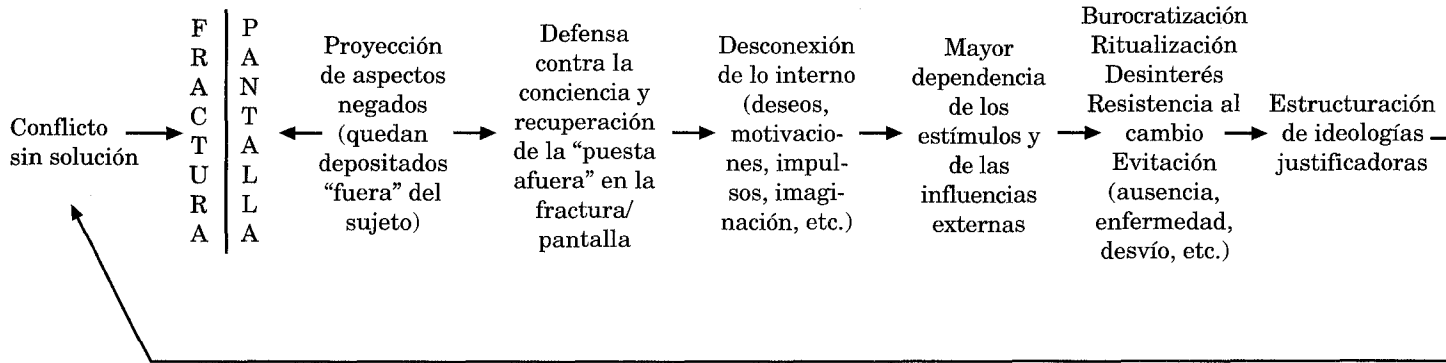 Conflicto
sin solución
FRACTURA
PANTALLA
Proyección
de aspectos
negados
(quedan
depositados
“fuera” del
sujeto)
Defensa
contra la
conciencia y
recuperación
de la “puesta
afuera” en la
fractura/
pantalla
Desconexión
de lo interno
(deseos,
motivacio-
nes, impul-
sos, imagi-
nación, etc.)
Mayor
dependencia
de los
estímulos y
de las
influencias
externas
Burocratización
Ritualización
Desinterés
Resistencia al
cambio
Evitación
(ausencia,
enfermedad,
desvío, etc.)
Estructuración
de ideologías
justificadoras